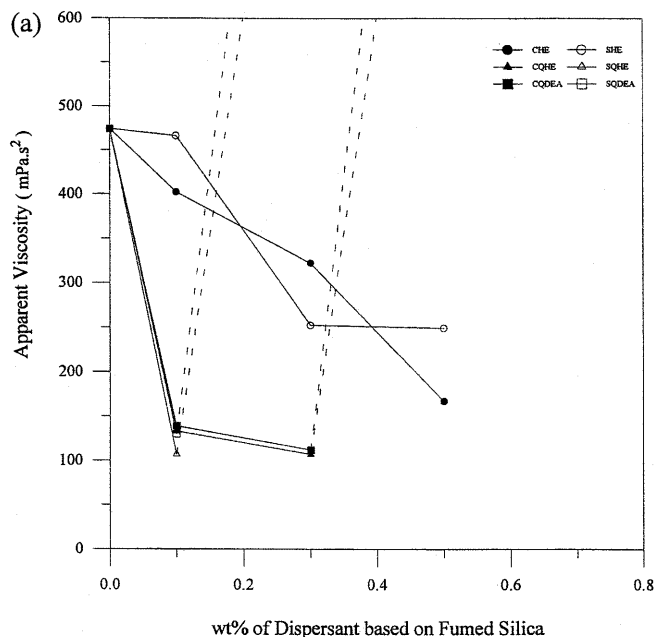 (a)
600
500
400
300
200
100
0
Apparent Viscosity ( mPa.s² )
CHE SHE
CQHE SQHE
CQDEA SQDEA
0.0 0.2 0.4 0.6 0.8
wt% of Dispersant based on Fumed Silica